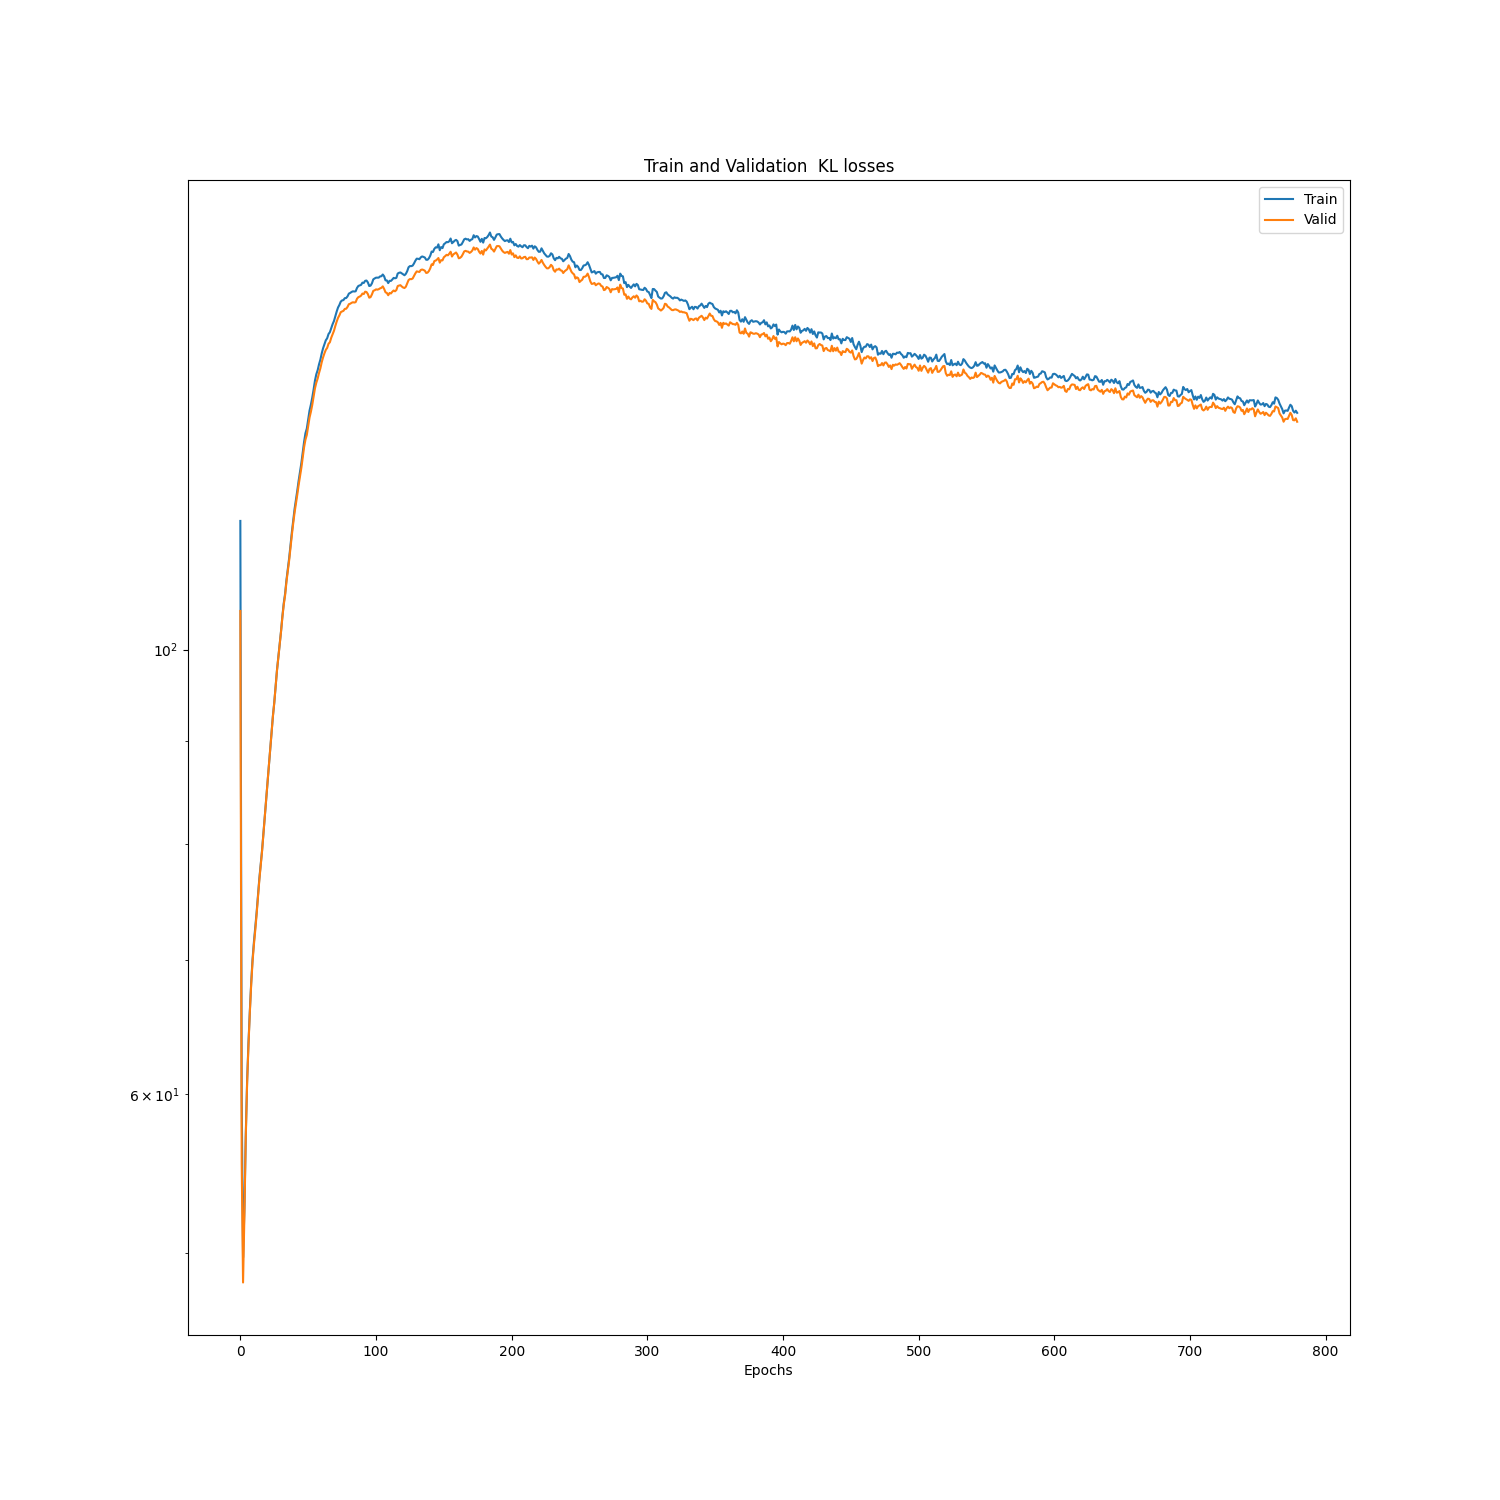 Train and Validation  KL losses
Train
Valid
10²
6 × 10¹
0 100 200 300 400 500 600 700 800
Epochs